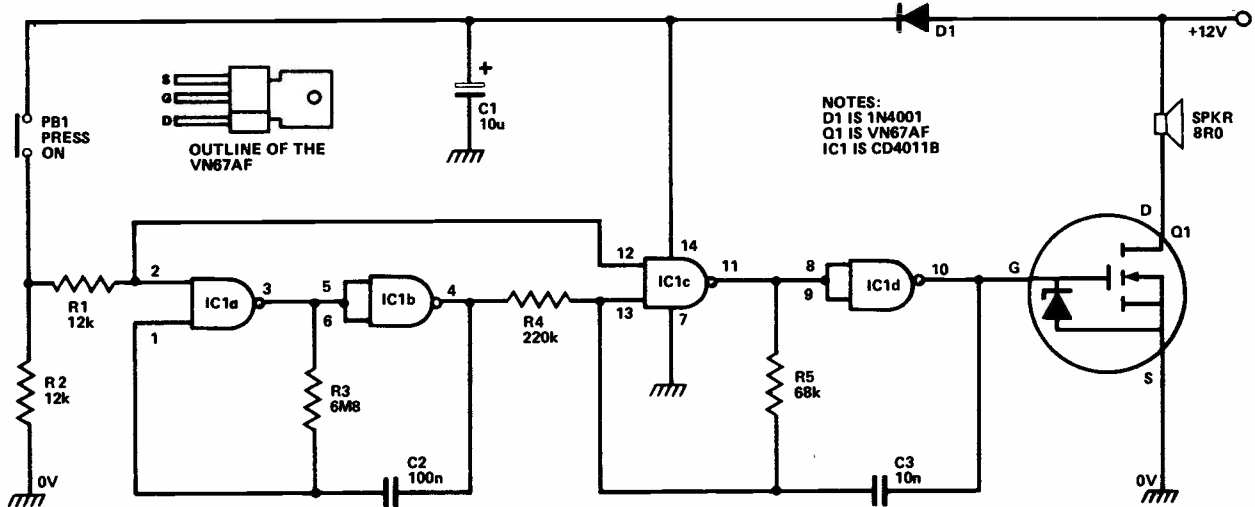 D1
+12V
S
G
D
OUTLINE OF THE
VN67AF
+
C1
10u
NOTES:
D1 IS 1N4001
Q1 IS VN67AF
IC1 IS CD4011B
SPKR
8R0
PB1
PRESS
ON
D
Q1
12
14
2
R1
12k
IC1a
3
5
6
IC1b
4
R4
220k
13
IC1c
7
11
8
9
IC1d
10
G
1
R2
12k
R3
6M8
R5
68k
S
C2
100n
C3
10n
0V
0V